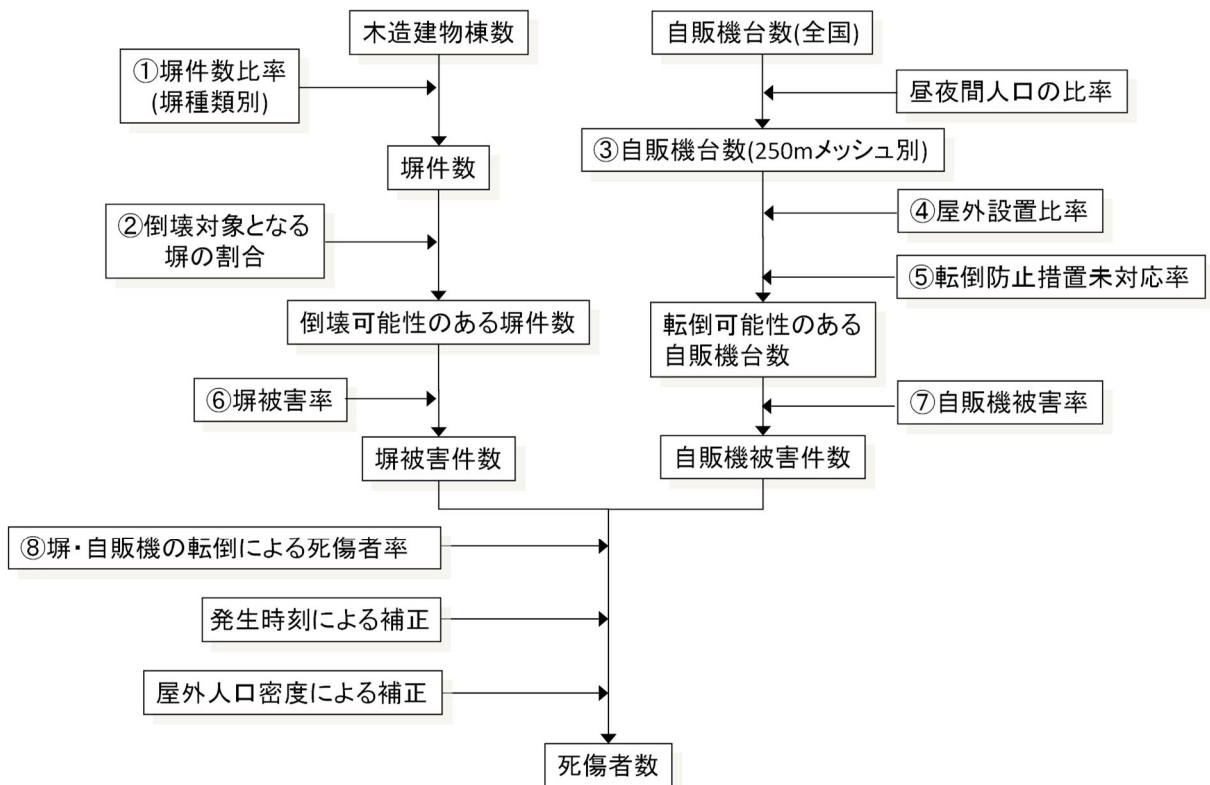 木造建物棟数
自販機台数(全国)
①塀件数比率
(塀種類別)
昼夜間人口の比率
③自販機台数(250mメッシュ別)
塀件数
④屋外設置比率
②倒壊対象となる
塀の割合
⑤転倒防止措置未対応率
倒壊可能性のある塀件数
転倒可能性のある
自販機台数
⑥塀被害率
⑦自販機被害率
塀被害件数
自販機被害件数
⑧塀・自販機の転倒による死傷者率
発生時刻による補正
屋外人口密度による補正
死傷者数